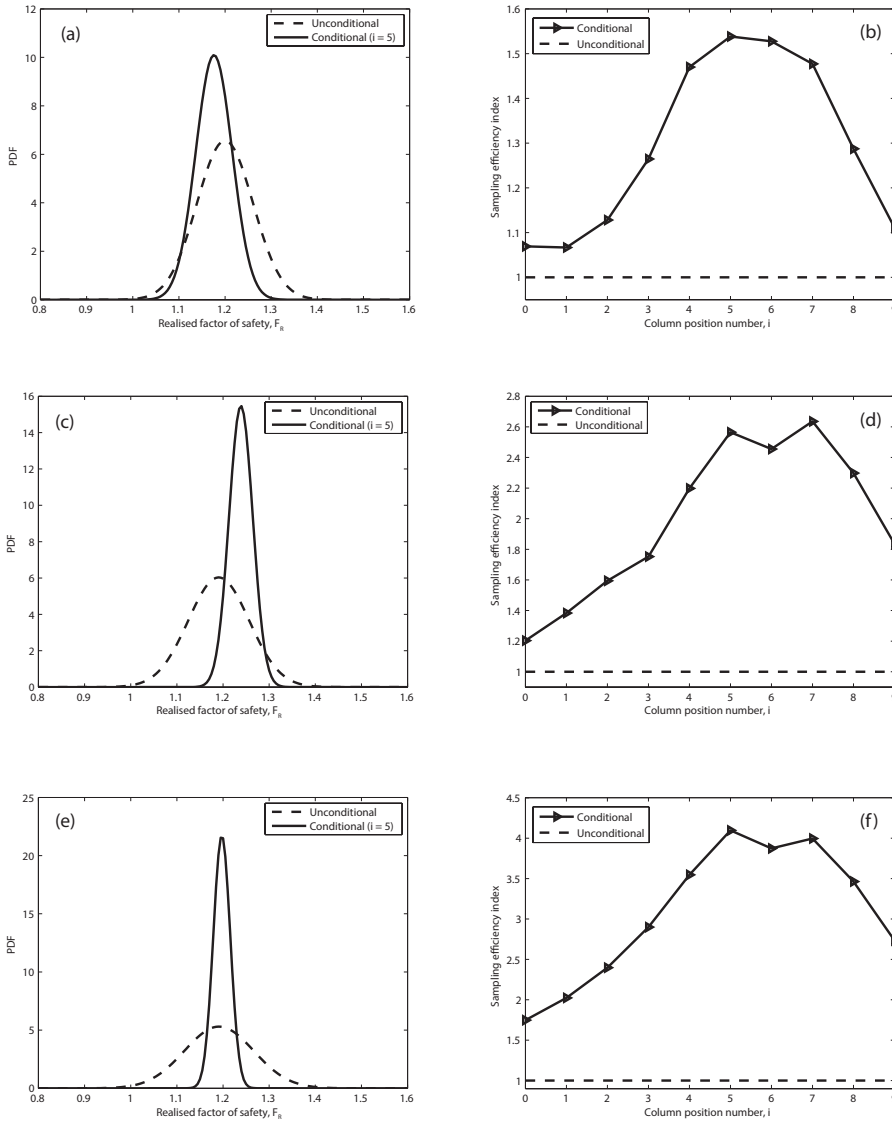 (a)
Unconditional
Conditional (i = 5)
12
10
8
6
4
2
0
PDF
0.8 0.9 1 1.1 1.2 1.3 1.4 1.5 1.6
Realised factor of safety, F_R
(b)
Conditional
Unconditional
1.6
1.5
1.4
1.3
1.2
1.1
1
Sampling efficiency index
0 1 2 3 4 5 6 7 8 9
Column position number, i
(c)
Unconditional
Conditional (i = 5)
16
14
12
10
8
6
4
2
0
PDF
0.8 0.9 1 1.1 1.2 1.3 1.4 1.5 1.6
Realised factor of safety, F_R
(d)
Conditional
Unconditional
2.8
2.6
2.4
2.2
2
1.8
1.6
1.4
1.2
1
Sampling efficiency index
0 1 2 3 4 5 6 7 8
Column position number, i
(e)
Unconditional
Conditional (i = 5)
25
20
15
10
5
0
PDF
0.8 0.9 1 1.1 1.2 1.3 1.4 1.5 1.6
Realised factor of safety, F_R
(f)
Conditional
Unconditional
4.5
4
3.5
3
2.5
2
1.5
1
Sampling efficiency index
0 1 2 3 4 5 6 7 8
Column position number, i